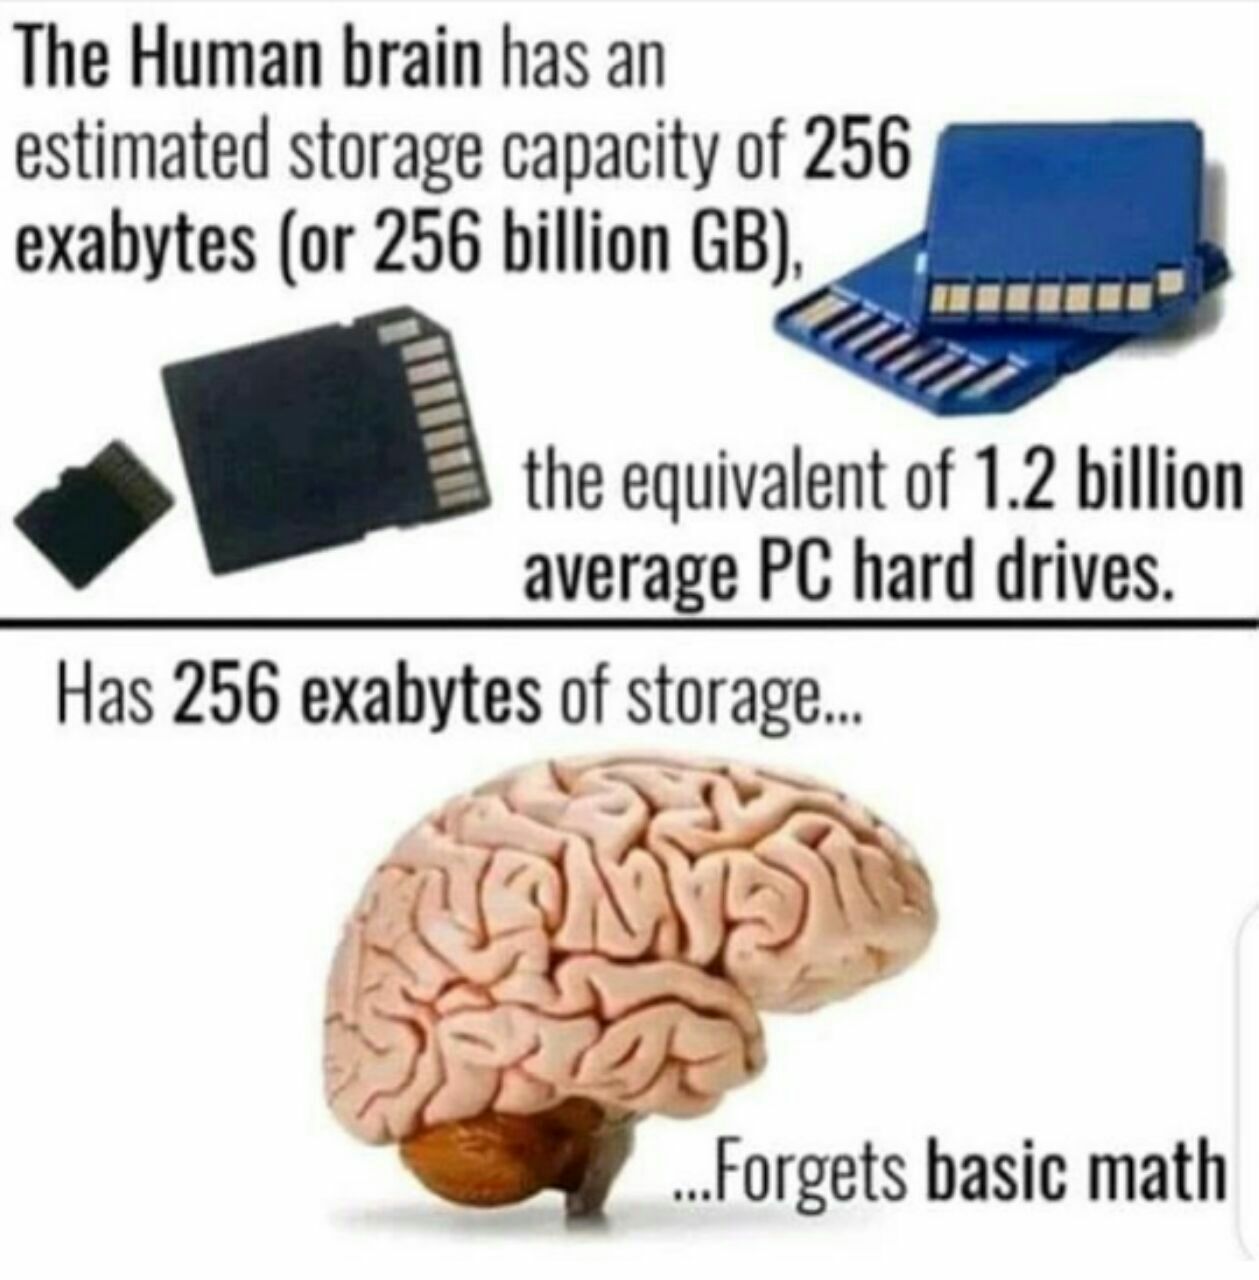 The Human brain has an
estimated storage capacity of 256
exabytes (or 256 billion GB),
the equivalent of 1.2 billion
average PC hard drives.
Has 256 exabytes of storage...
...Forgets basic math